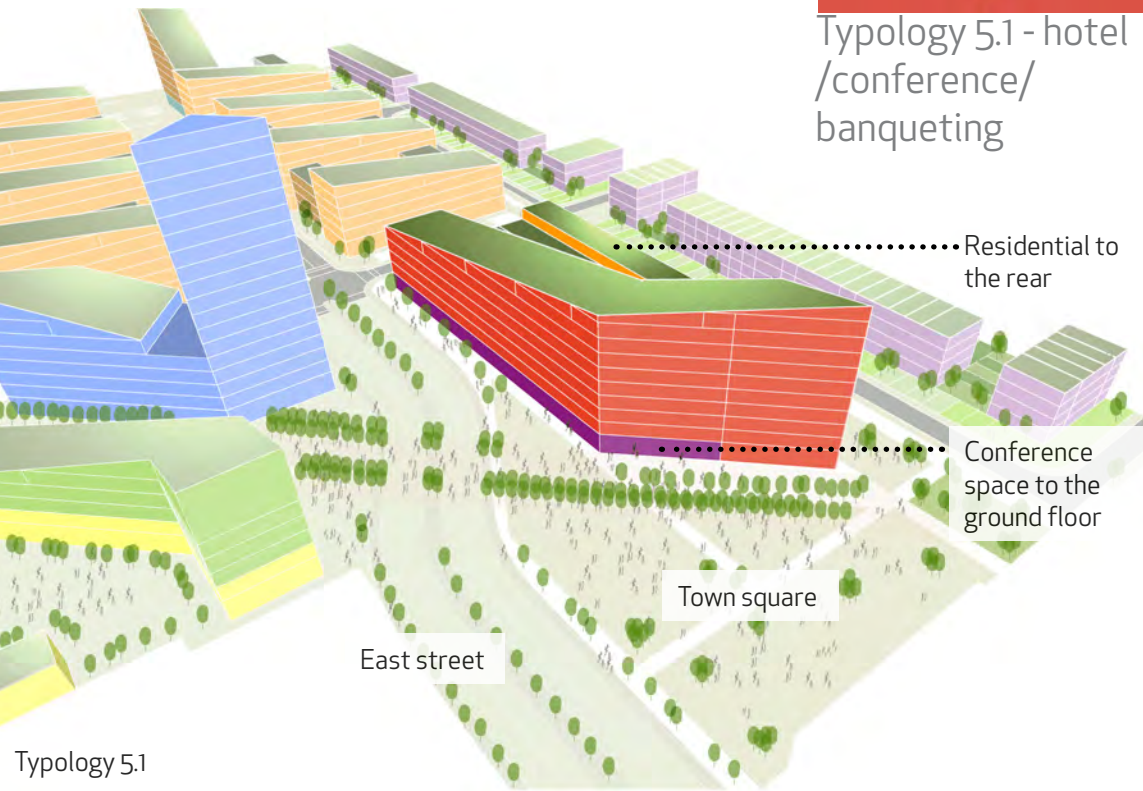 Typology 5.1 - hotel
/conference/
banqueting
Residential to
the rear
Conference
space to the
ground floor
Town square
East street
Typology 5.1